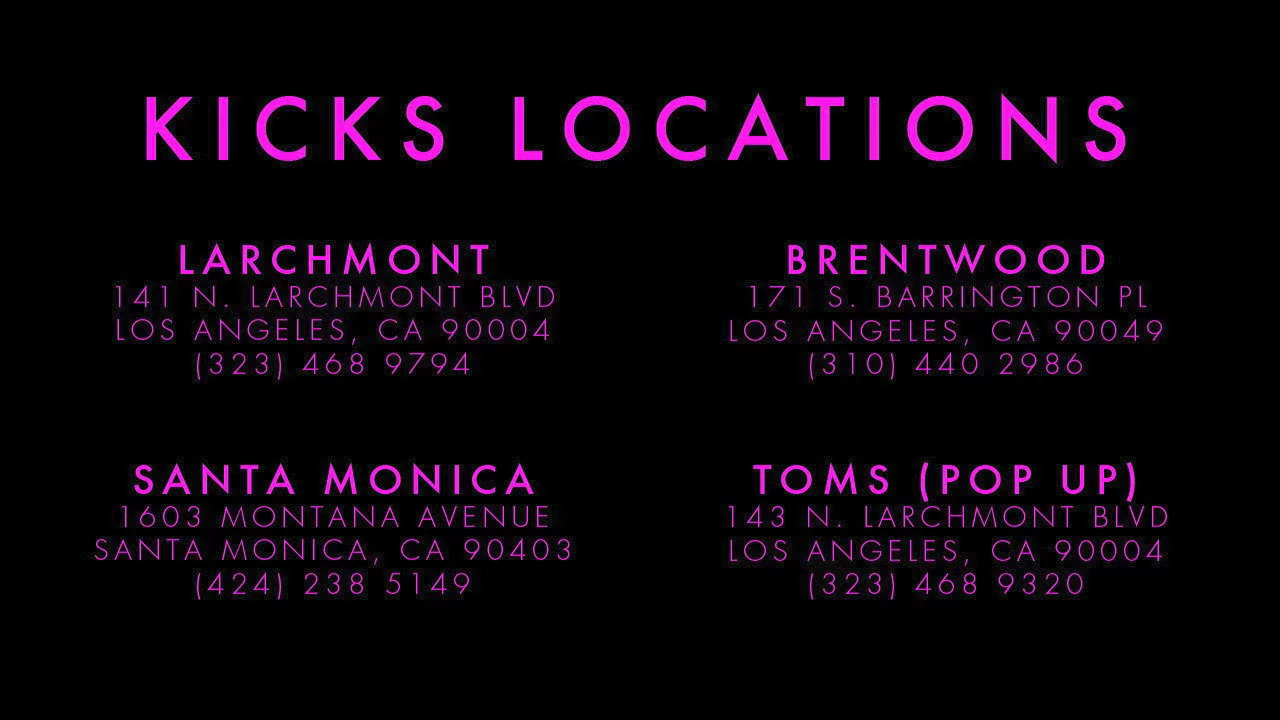 KICKS LOCATIONS
LARCHMONT
141 N. LARCHMONT BLVD
LOS ANGELES, CA 90004
(323) 468 9794
BRENTWOOD
171 S. BARRINGTON PL
LOS ANGELES, CA 90049
(310) 440 2986
SANTA MONICA
1603 MONTANA AVENUE
SANTA MONICA, CA 90403
(424) 238 5149
TOMS (POP UP)
143 N. LARCHMONT BLVD
LOS ANGELES, CA 90004
(323) 468 9320